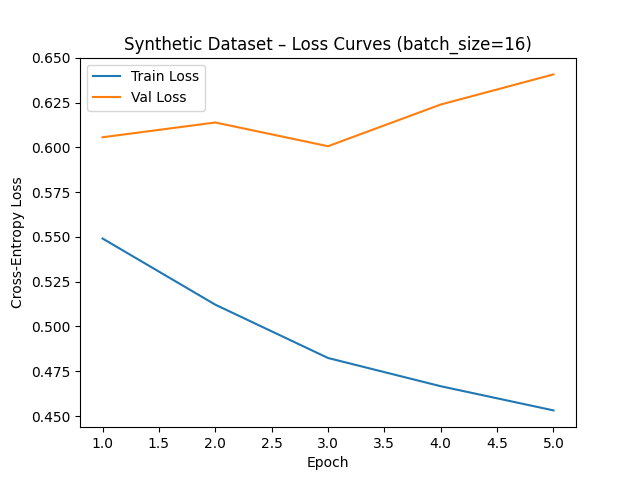 Synthetic Dataset – Loss Curves (batch_size=16)
Train Loss
Val Loss
Cross-Entropy Loss
0.650
0.625
0.600
0.575
0.550
0.525
0.500
0.475
0.450
1.0 1.5 2.0 2.5 3.0 3.5 4.0 4.5 5.0
Epoch